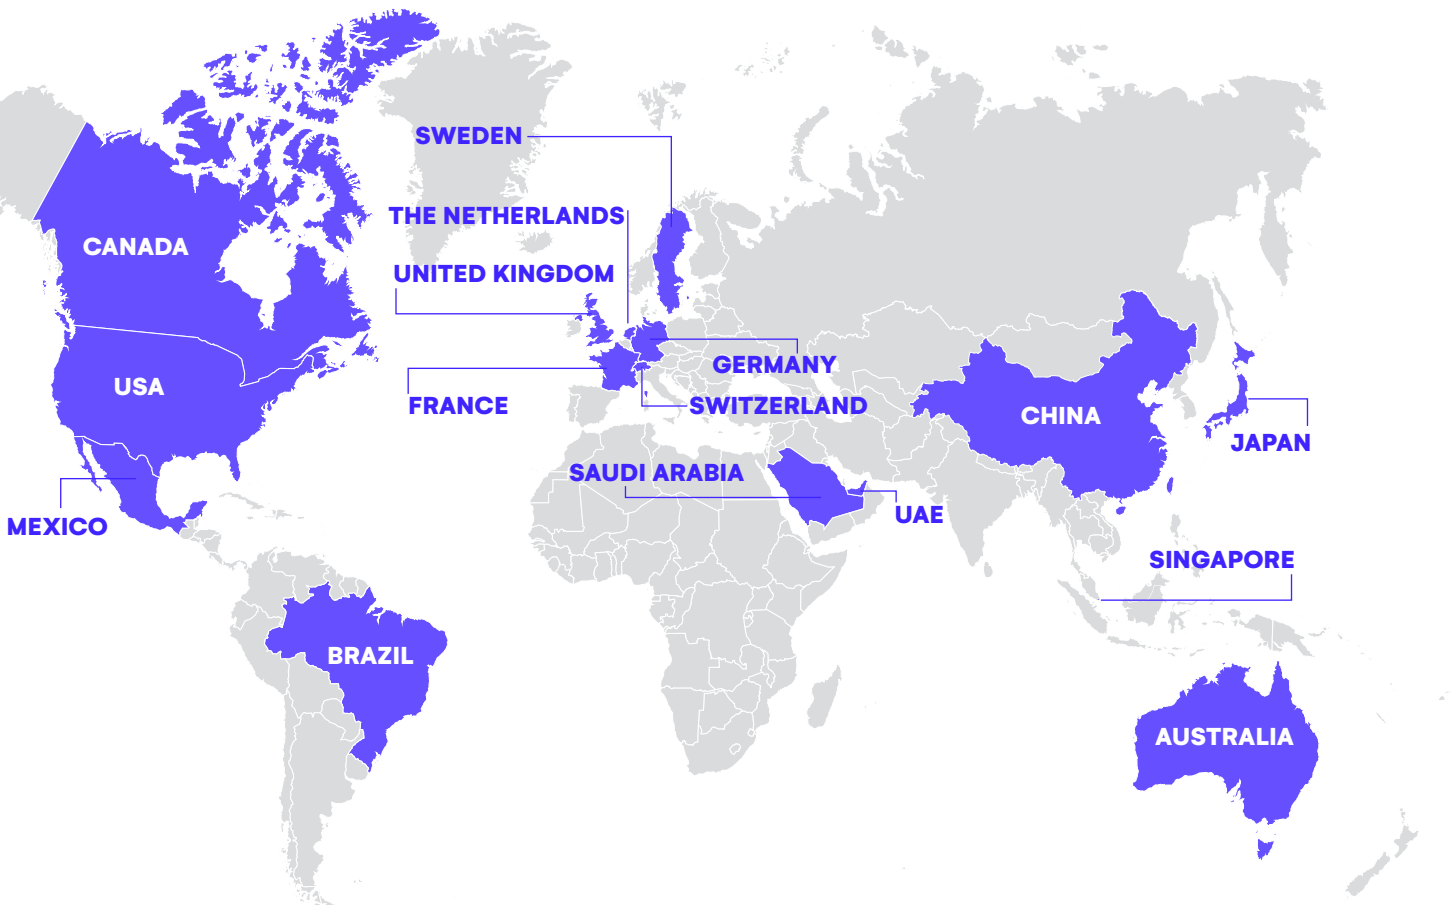 SWEDEN
THE NETHERLANDS
CANADA
UNITED KINGDOM
GERMANY
USA
FRANCE
SWITZERLAND
CHINA
JAPAN
SAUDI ARABIA
UAE
MEXICO
SINGAPORE
BRAZIL
AUSTRALIA